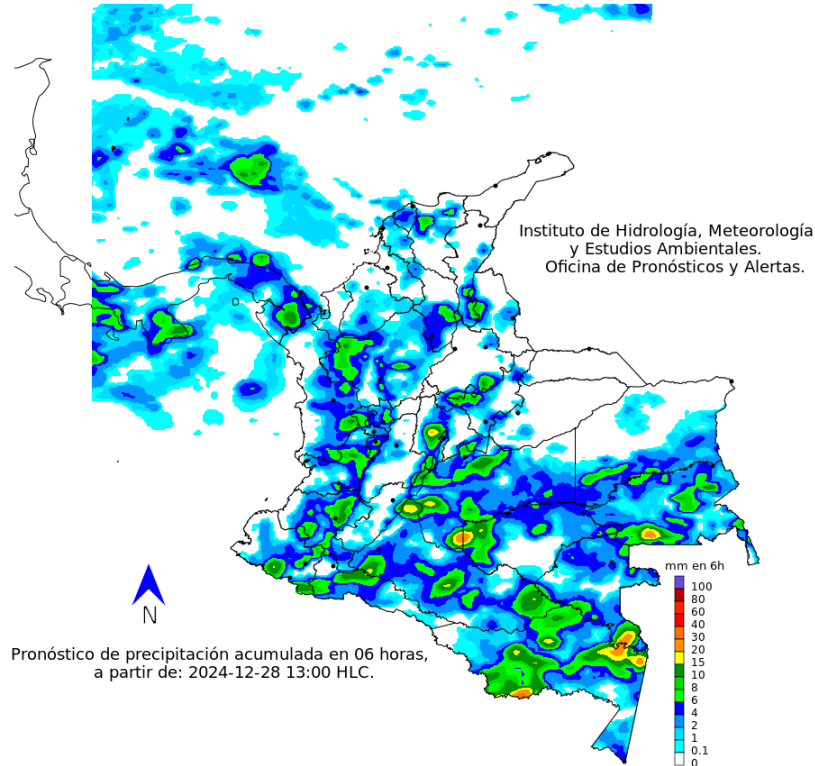 Instituto de Hidrología, Meteorología
y Estudios Ambientales.
Oficina de Pronósticos y Alertas.
mm en 6h
100
80
60
40
30
20
15
10
8
6
4
2
1
0.1
0
N
Pronóstico de precipitación acumulada en 06 horas,
a partir de: 2024-12-28 13:00 HLC.